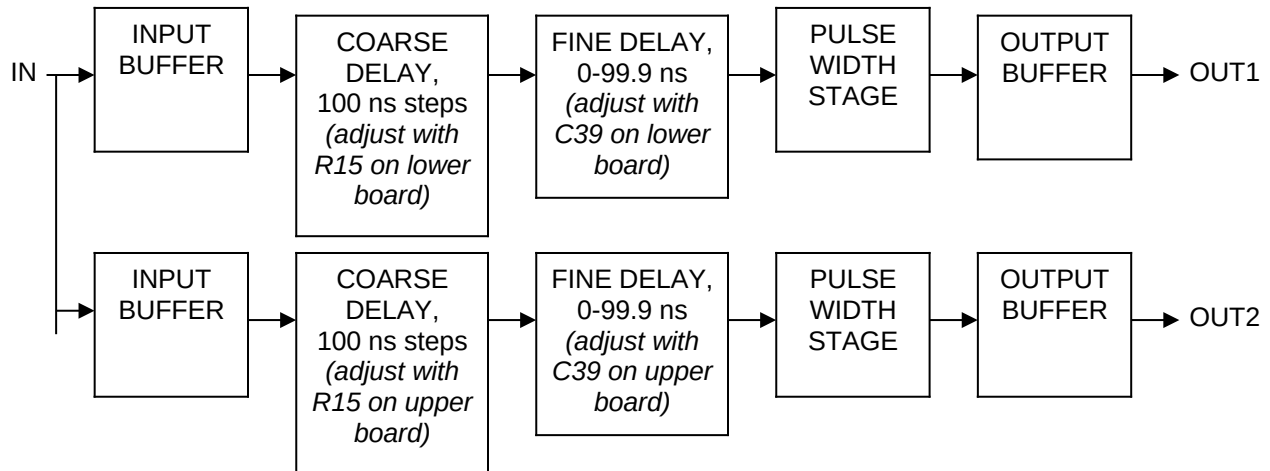 IN
INPUT
BUFFER
COARSE
DELAY,
100 ns steps
(adjust with
R15 on lower
board)
FINE DELAY,
0-99.9 ns
(adjust with
C39 on lower
board)
PULSE
WIDTH
STAGE
OUTPUT
BUFFER
OUT1
INPUT
BUFFER
COARSE
DELAY,
100 ns steps
(adjust with
R15 on upper
board)
FINE DELAY,
0-99.9 ns
(adjust with
C39 on upper
board)
PULSE
WIDTH
STAGE
OUTPUT
BUFFER
OUT2